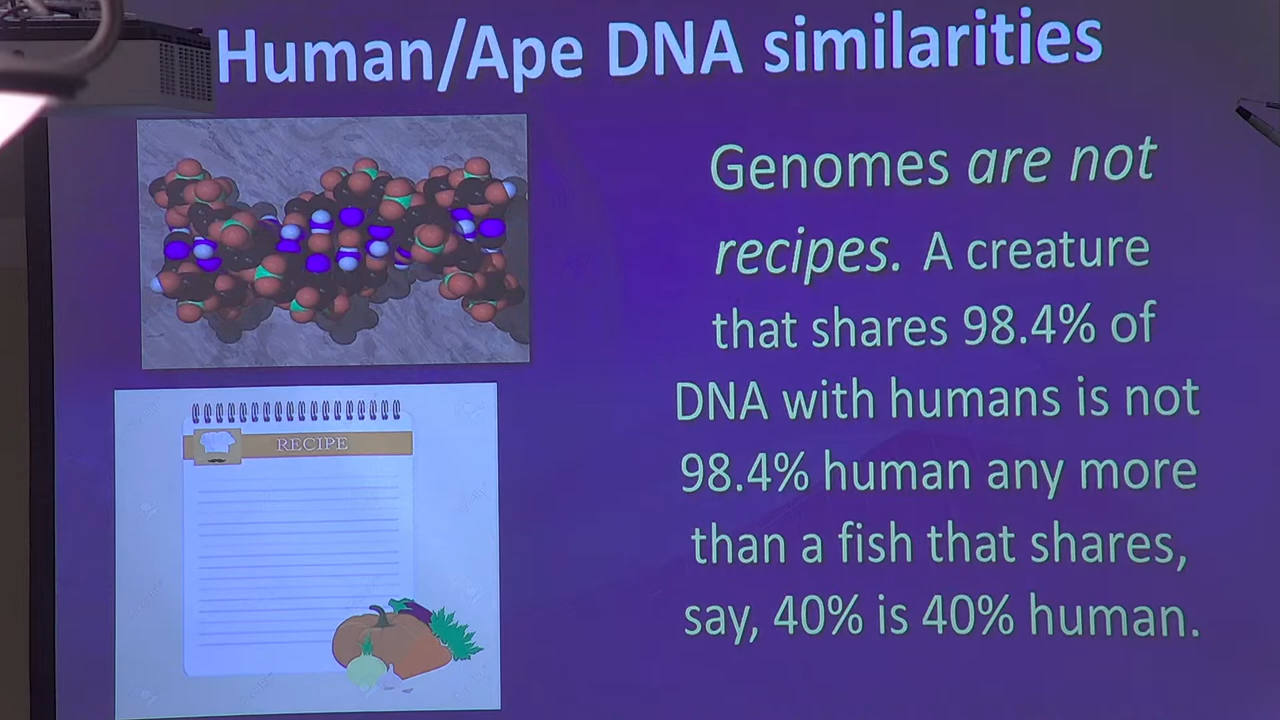 Human/Ape DNA similarities
Genomes are not
recipes. A creature
that shares 98.4% of
DNA with humans is not
98.4% human any more
than a fish that shares,
say, 40% is 40% human.
RECIPE